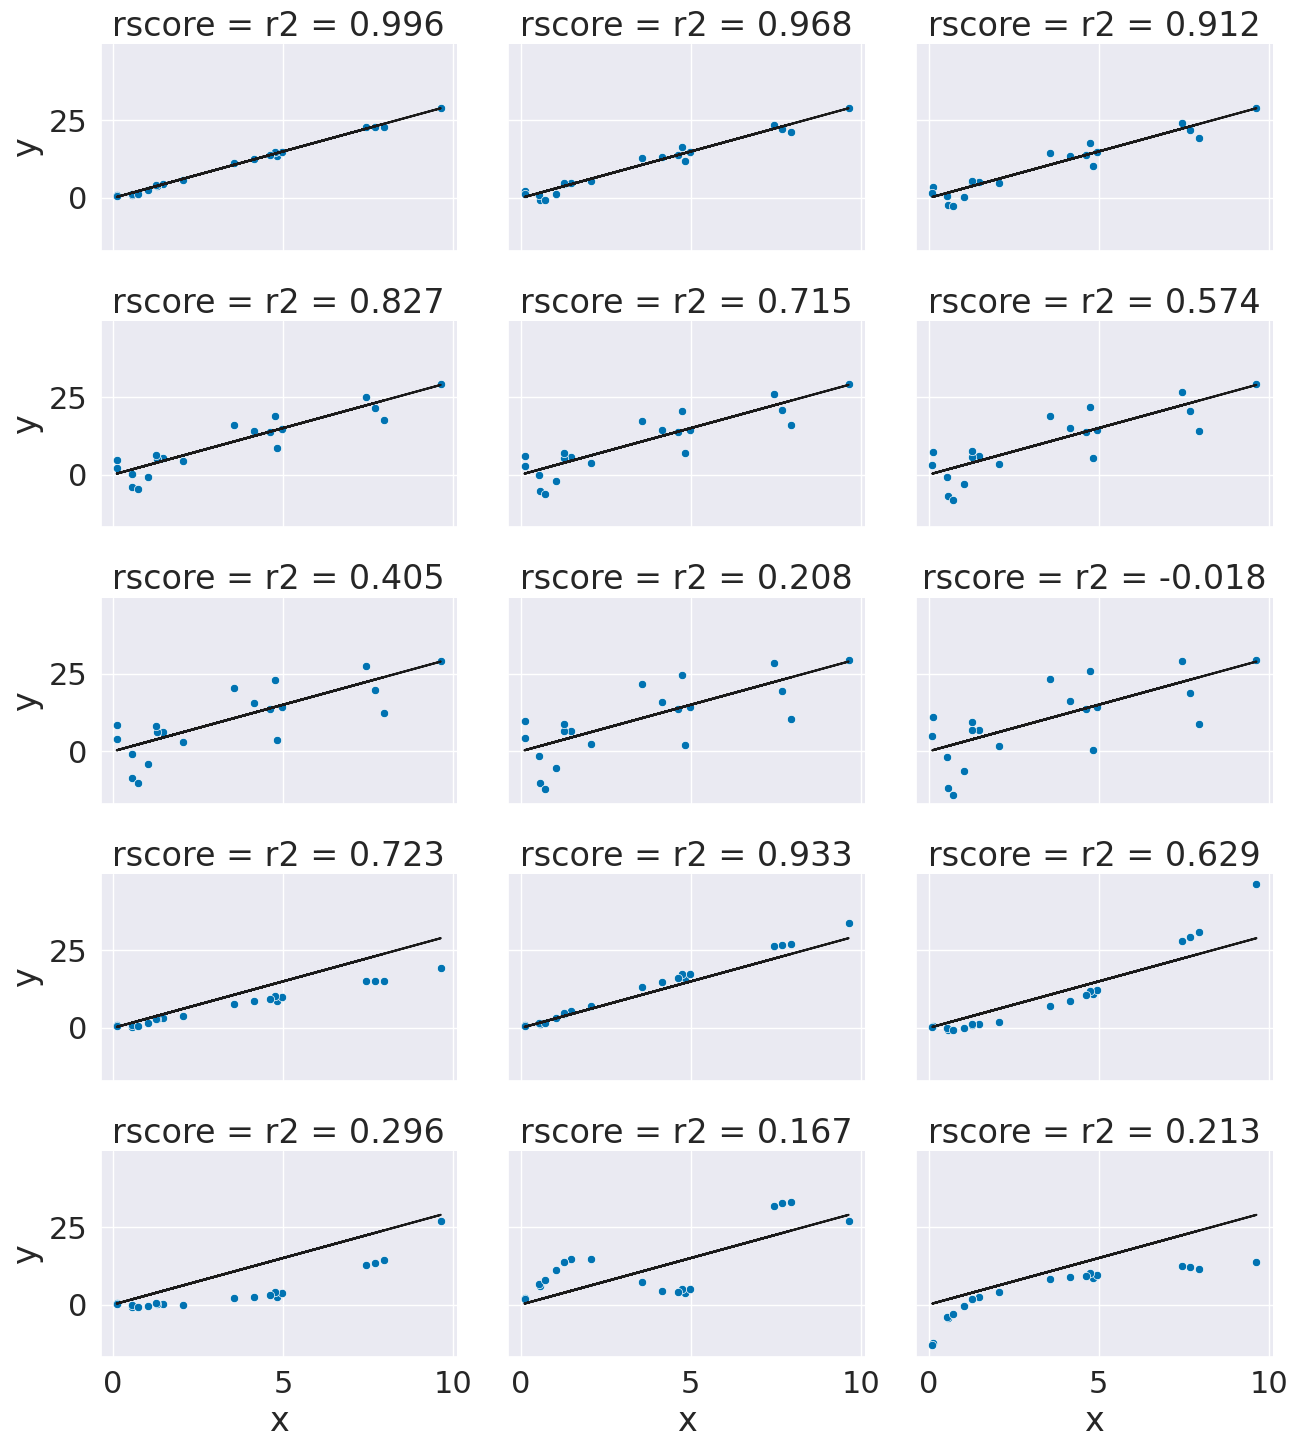 rscore = r2 = 0.996
rscore = r2 = 0.968
rscore = r2 = 0.912
y
25
0
rscore = r2 = 0.827
rscore = r2 = 0.715
rscore = r2 = 0.574
y
25
0
rscore = r2 = 0.405
rscore = r2 = 0.208
rscore = r2 = -0.018
y
25
0
rscore = r2 = 0.723
rscore = r2 = 0.933
rscore = r2 = 0.629
y
25
0
rscore = r2 = 0.296
rscore = r2 = 0.167
rscore = r2 = 0.213
y
25
0
0 5 10
0 5 10
0 5 10
x
x
x